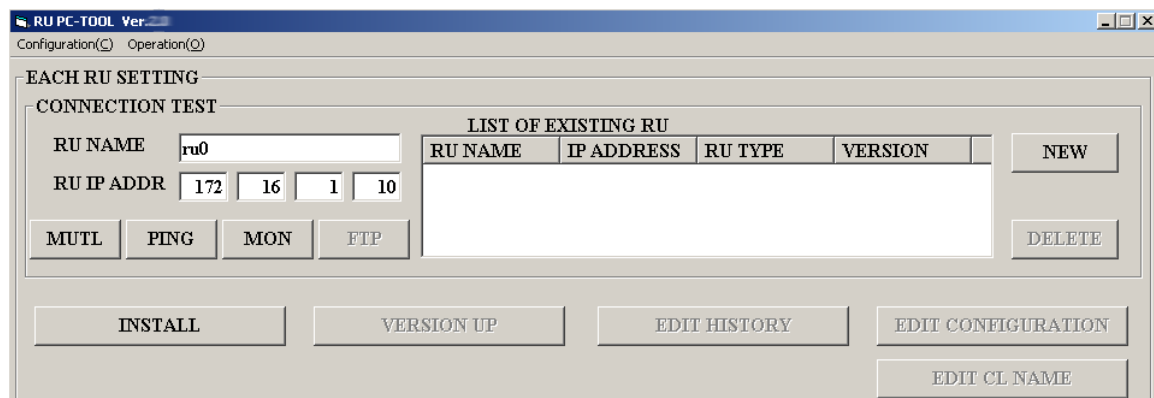 RU PC-TOOL Ver.
Configuration(C) Operation(O)
EACH RU SETTING
CONNECTION TEST
LIST OF EXISTING RU
RU NAME ru0
RU NAME IP ADDRESS RU TYPE VERSION
NEW
RU IP ADDR 172 16 1 10
MUTL PING MON FTP
DELETE
INSTALL VERSION UP EDIT HISTORY EDIT CONFIGURATION
EDIT CL NAME